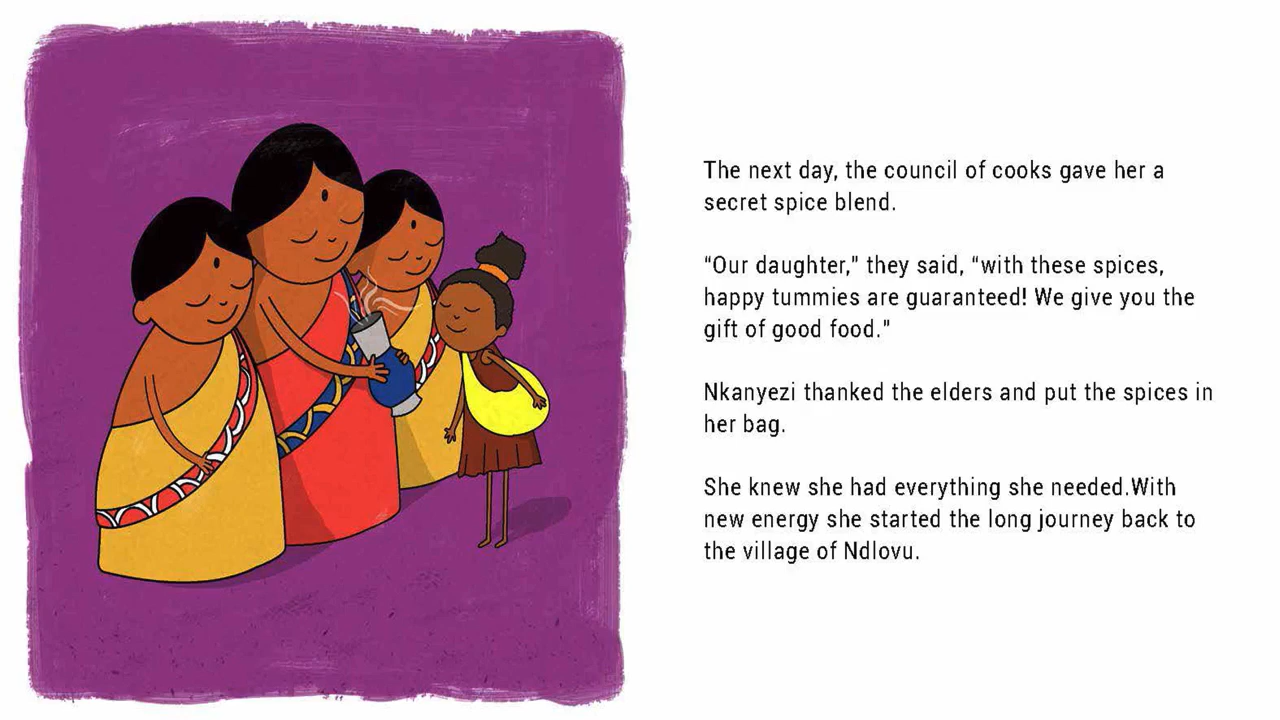 The next day, the council of cooks gave her a
secret spice blend.
“Our daughter,” they said, “with these spices,
happy tummies are guaranteed! We give you the
gift of good food."
Nkanyezi thanked the elders and put the spices in
her bag.
She knew she had everything she needed.With
new energy she started the long journey back to
the village of Ndlovu.